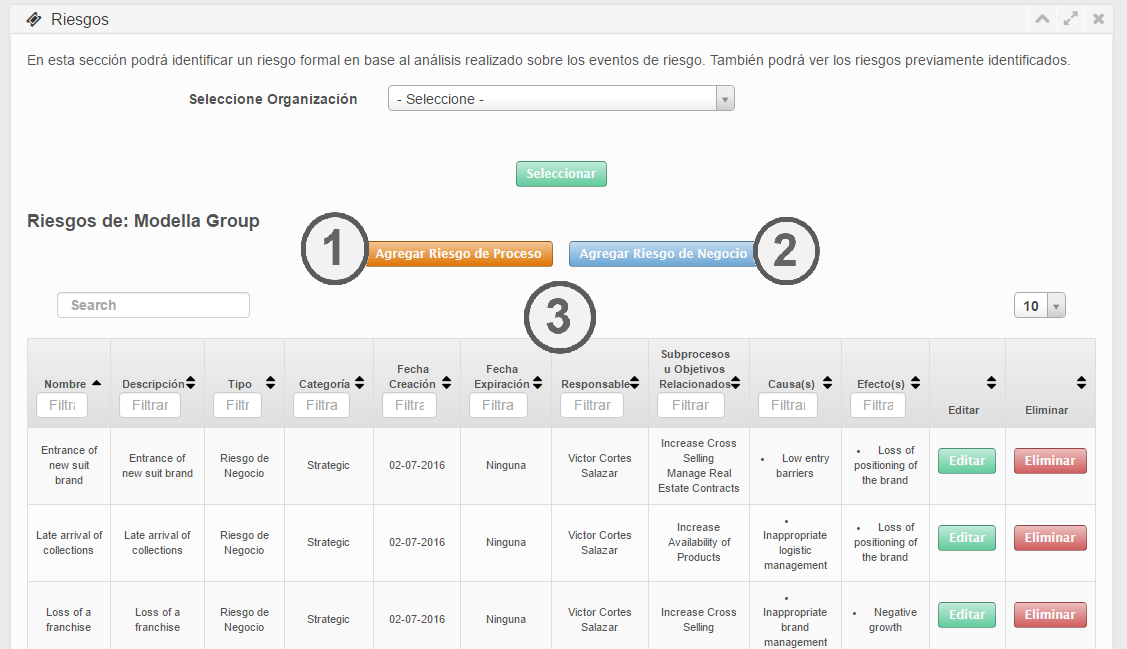 Riesgos
En esta sección podrá identificar un riesgo formal en base al análisis realizado sobre los eventos de riesgo. También podrá ver los riesgos previamente identificados.
Seleccione Organización - Seleccione -
Seleccionar
Riesgos de: Modella Group
1 Agregar Riesgo de Proceso Agregar Riesgo de Negocio 2
Search 3 10
Subprocesos
Fecha Fecha u Objetivos
Nombre Descripción Tipo Categoría Creación Expiración Responsable Relacionados Causa(s) Efecto(s)
Filtra Filtrar Filtr Filtra Filtrar Filtrar Filtrar Filtrar Filtrar Filtra Editar Eliminar
Entrance of new suit brand Entrance of new suit brand Riesgo de Negocio Strategic 02-07-2016 Ninguna Victor Cortes Salazar Increase Cross Selling Manage Real Estate Contracts • Low entry barriers • Loss of positioning of the brand Editar Eliminar
Late arrival of collections Late arrival of collections Riesgo de Negocio Strategic 02-07-2016 Ninguna Victor Cortes Salazar Increase Availability of Products • Inappropriate logistic management • Loss of positioning of the brand Editar Eliminar
Loss of a franchise Loss of a franchise Riesgo de Negocio Strategic 02-07-2016 Ninguna Victor Cortes Salazar Increase Cross Selling • Inappropriate brand management • Negative growth Editar Eliminar